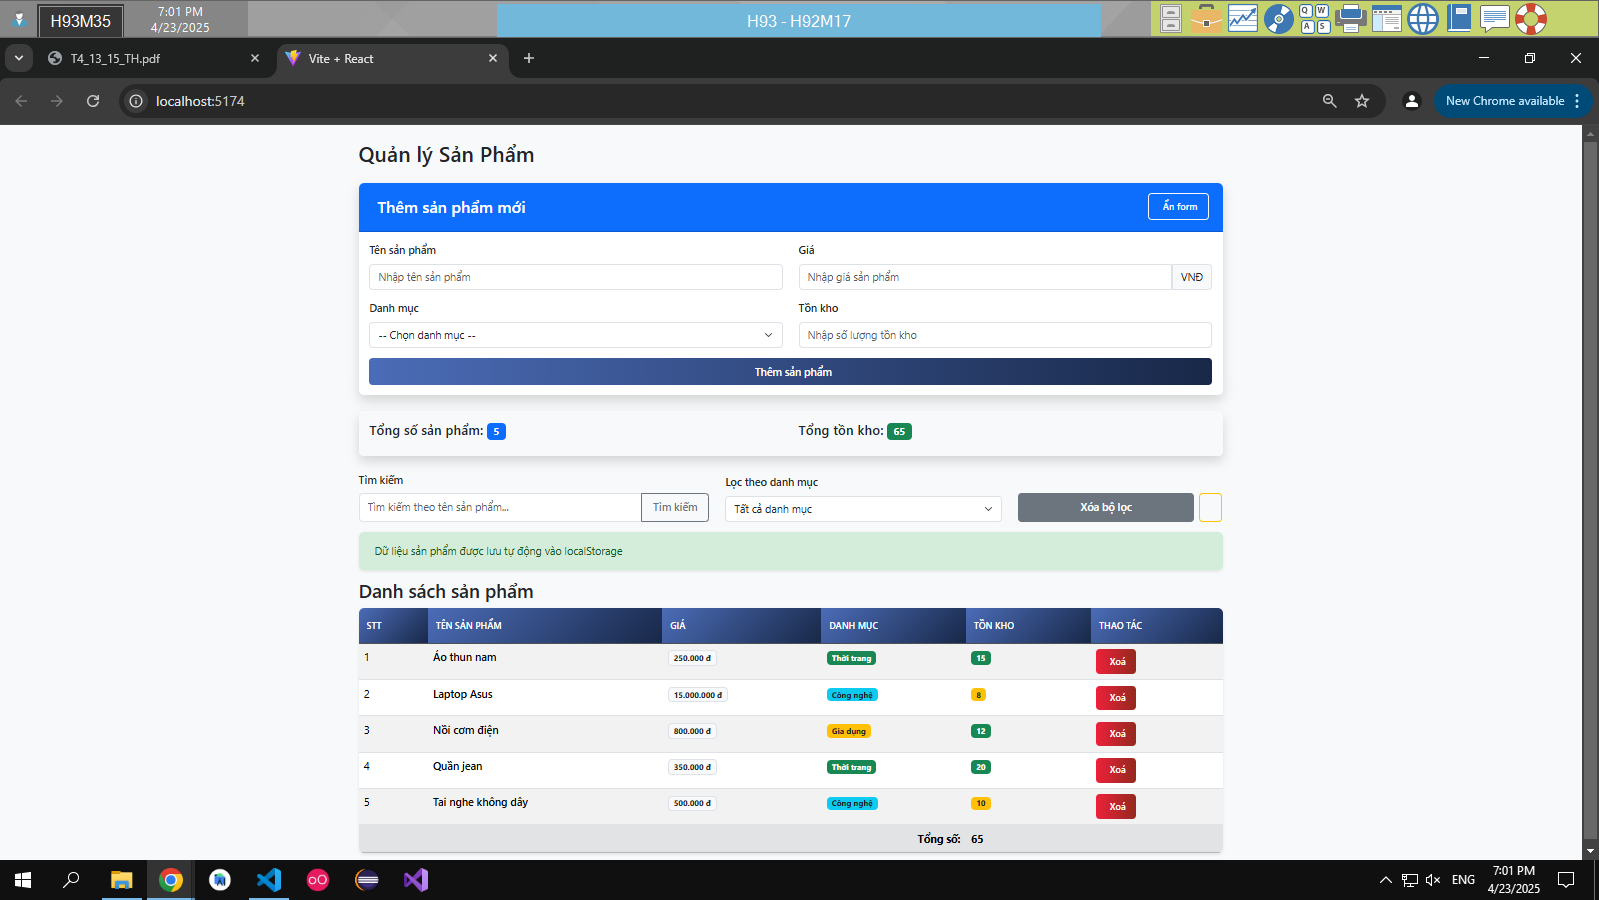 H93M35
7:01 PM
4/23/2025
H93 - H92M17
Q W
A S
T4_13_15_TH.pdf
Vite + React
localhost:5174
New Chrome available
Quản lý Sản Phẩm
Thêm sản phẩm mới
Ẩn form
Tên sản phẩm
Giá
Nhập tên sản phẩm
Nhập giá sản phẩm
VNĐ
Danh mục
Tồn kho
-- Chọn danh mục --
Nhập số lượng tồn kho
Thêm sản phẩm
Tổng số sản phẩm: 5
Tổng tồn kho: 65
Tìm kiếm
Lọc theo danh mục
Tìm kiếm theo tên sản phẩm...
Tìm kiếm
Tất cả danh mục
Xóa bộ lọc
Dữ liệu sản phẩm được lưu tự động vào localStorage
Danh sách sản phẩm
STT TÊN SẢN PHẨM GIÁ DANH MỤC TỒN KHO THAO TÁC
1 Áo thun nam 250.000 đ Thời trang 15 Xoá
2 Laptop Asus 15.000.000 đ Công nghệ 8 Xoá
3 Nồi cơm điện 800.000 đ Gia dụng 12 Xoá
4 Quần jean 350.000 đ Thời trang 20 Xoá
5 Tai nghe không dây 500.000 đ Công nghệ 10 Xoá
Tổng số: 65
ENG
7:01 PM
4/23/2025